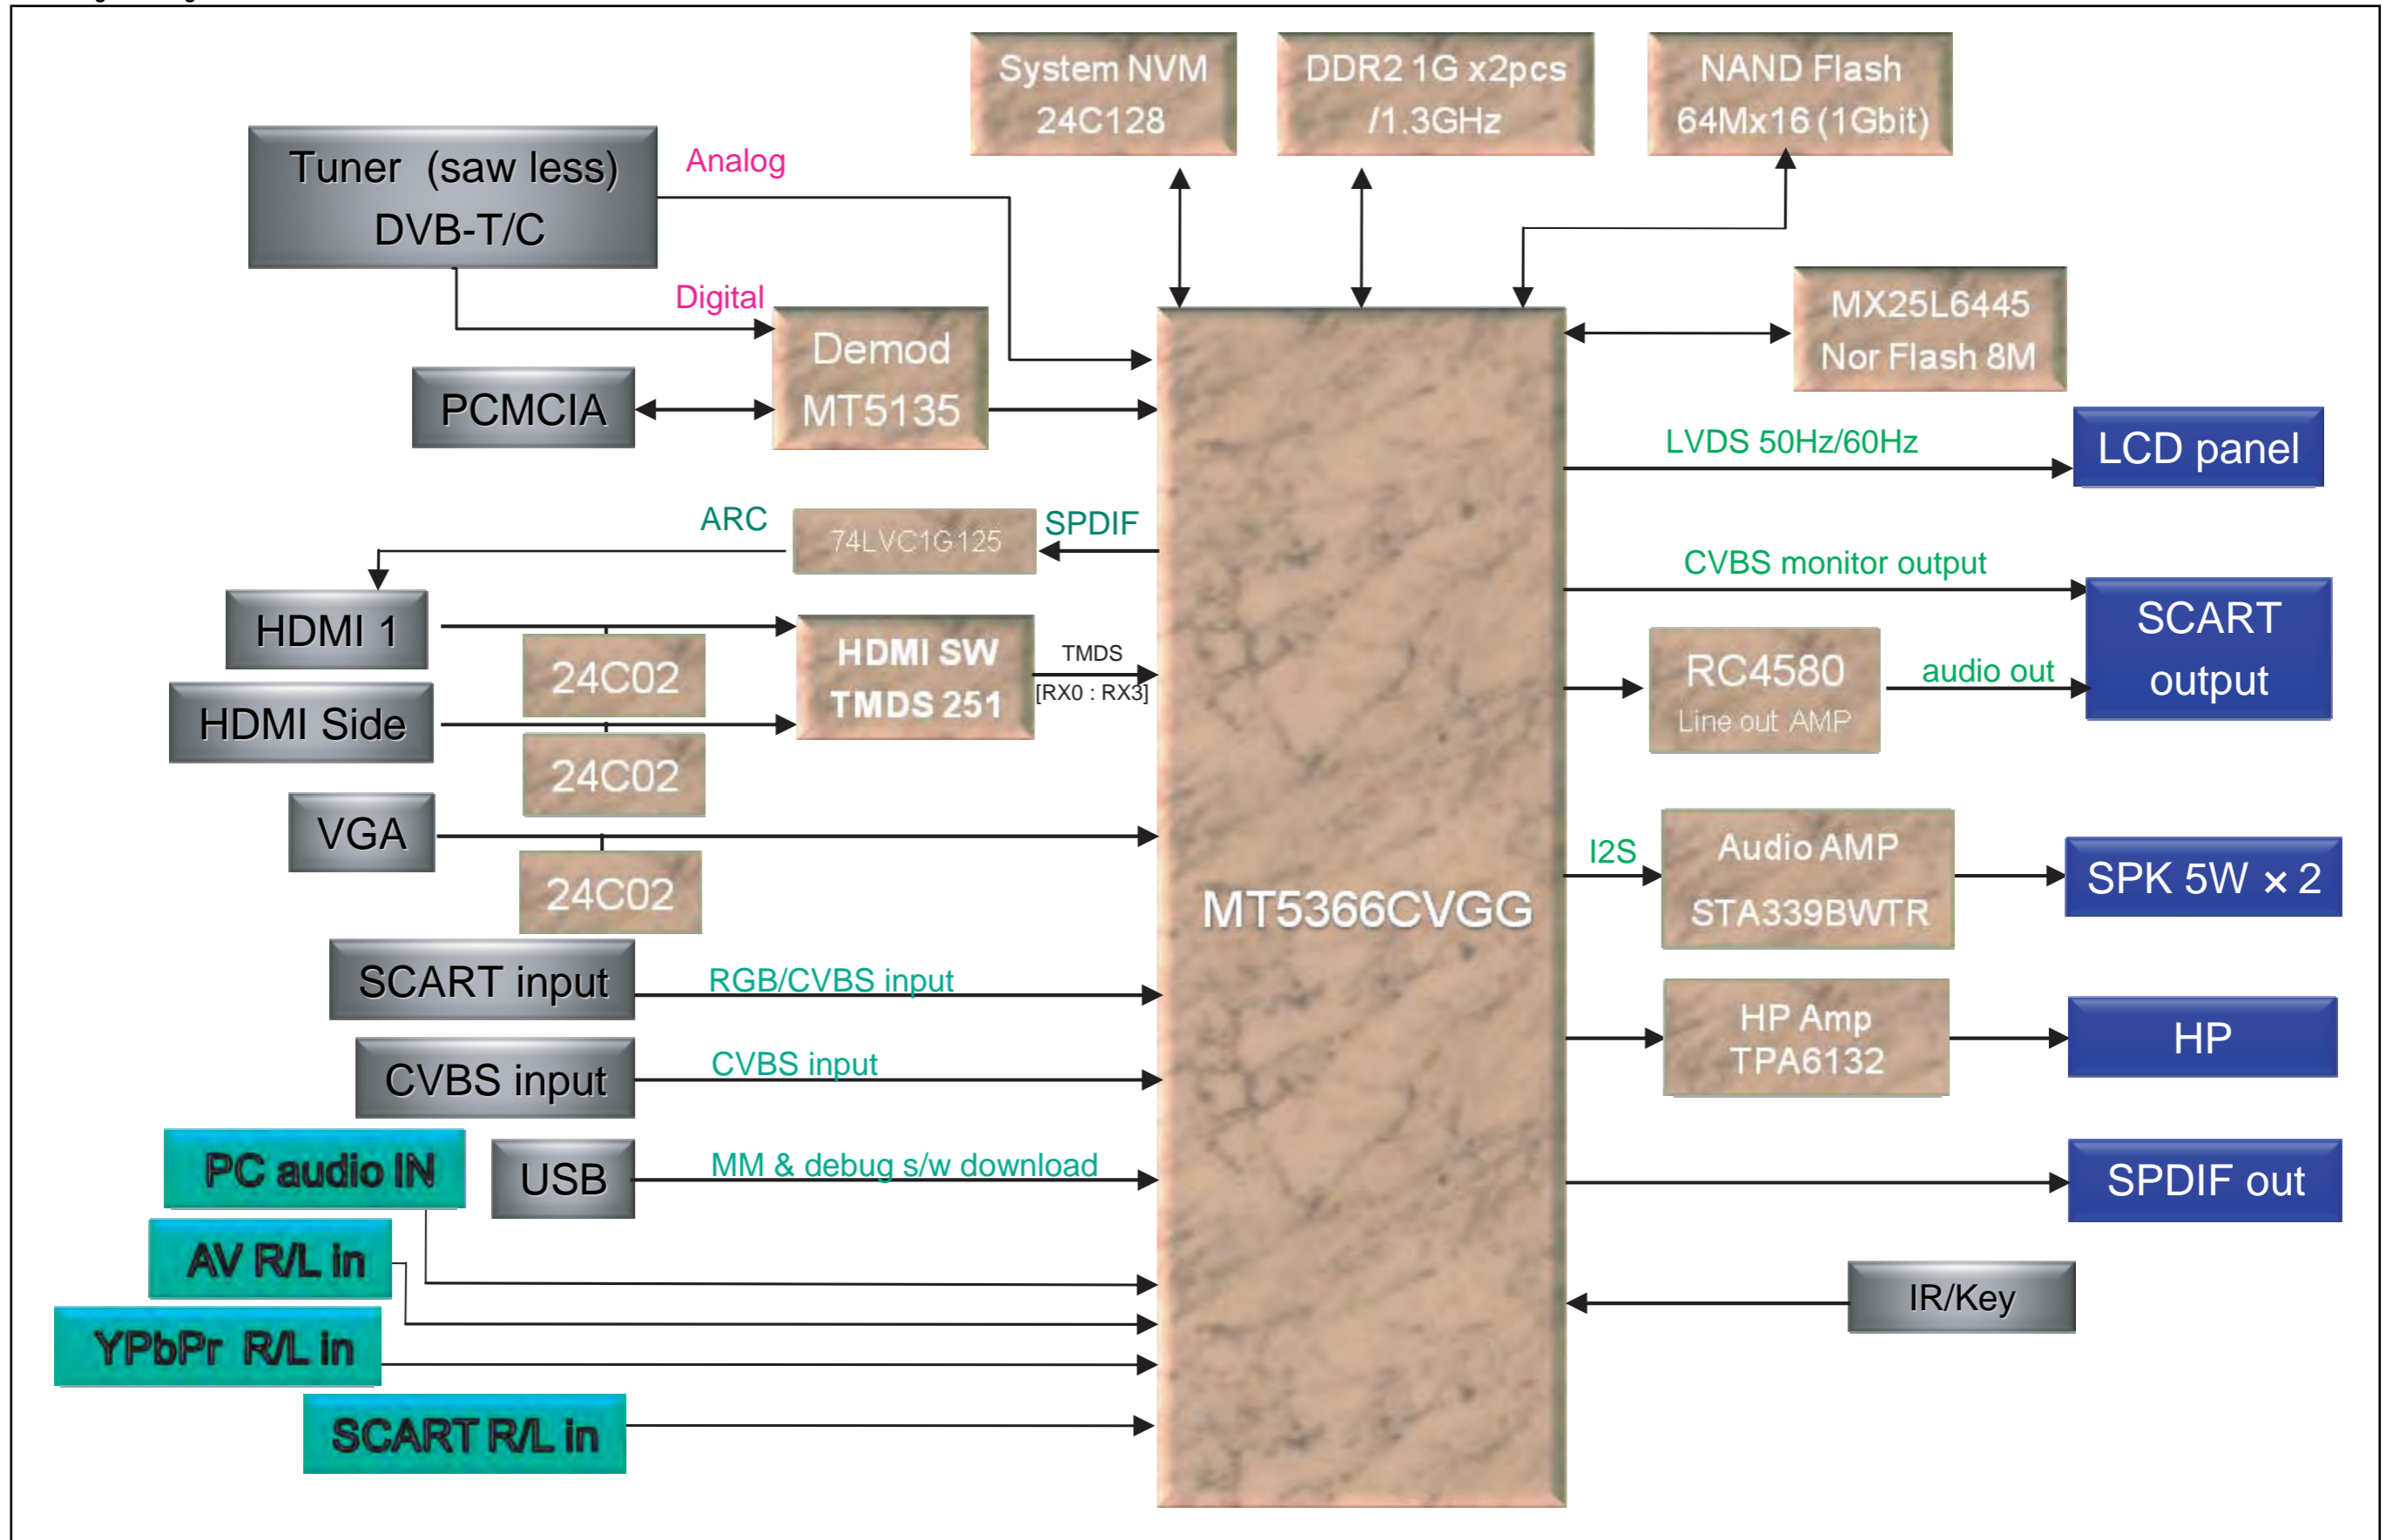 System NVM
24C128
DDR2 1G x2pcs
/1.3GHz
NAND Flash
64Mx16 (1Gbit)
Tuner (saw less)
DVB-T/C
Analog
Digital
Demod
MT5135
PCMCIA
MX25L6445
Nor Flash 8M
LVDS 50Hz/60Hz
LCD panel
ARC
74LVC1G125
SPDIF
CVBS monitor output
SCART
output
HDMI 1
24C02
HDMI SW
TMDS 251
TMDS
[RX0 : RX3]
RC4580
Line out AMP
audio out
HDMI Side
24C02
VGA
24C02
MT5366CVGG
I2S
Audio AMP
STA339BWTR
SPK 5W × 2
SCART input
RGB/CVBS input
HP Amp
TPA6132
HP
CVBS input
CVBS input
PC audio IN
USB
MM & debug s/w download
SPDIF out
AV R/L in
IR/Key
YPbPr R/L in
SCART R/L in